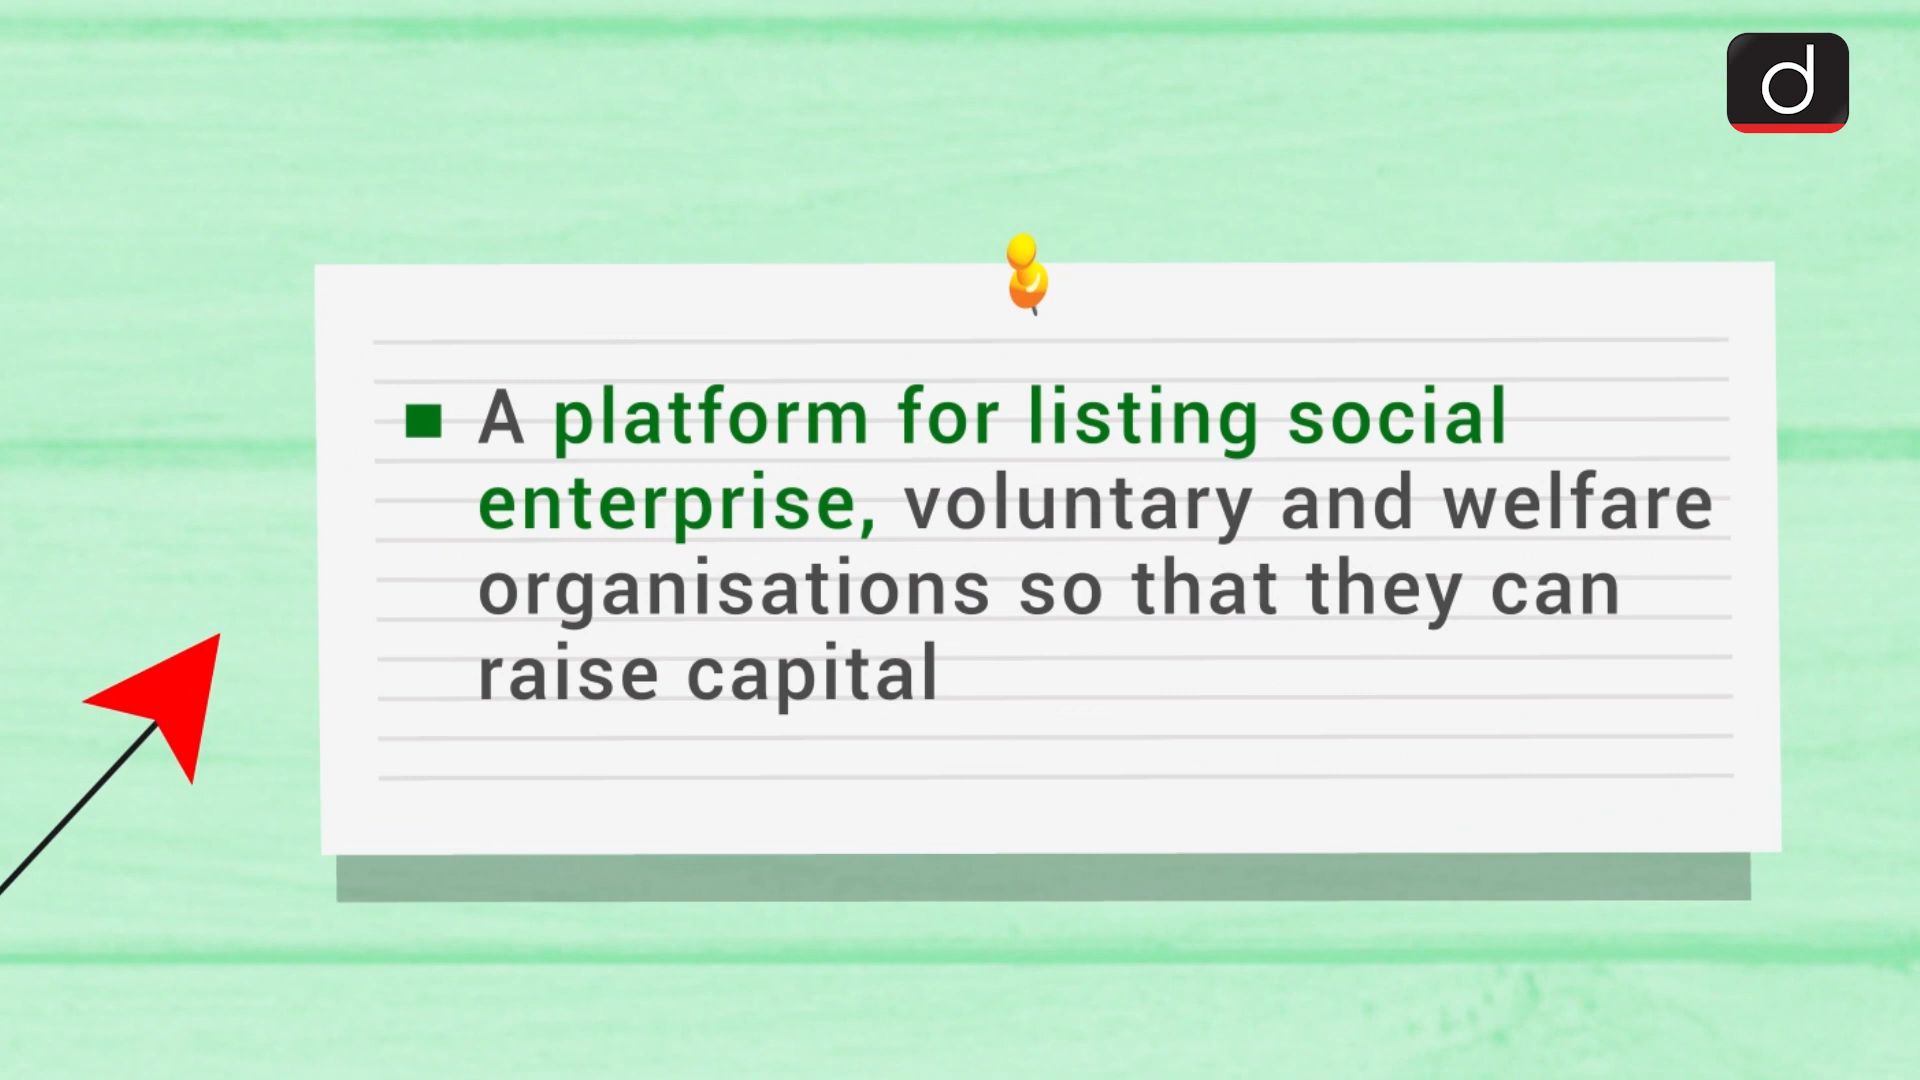 d
A platform for listing social
enterprise, voluntary and welfare
organisations so that they can
raise capital